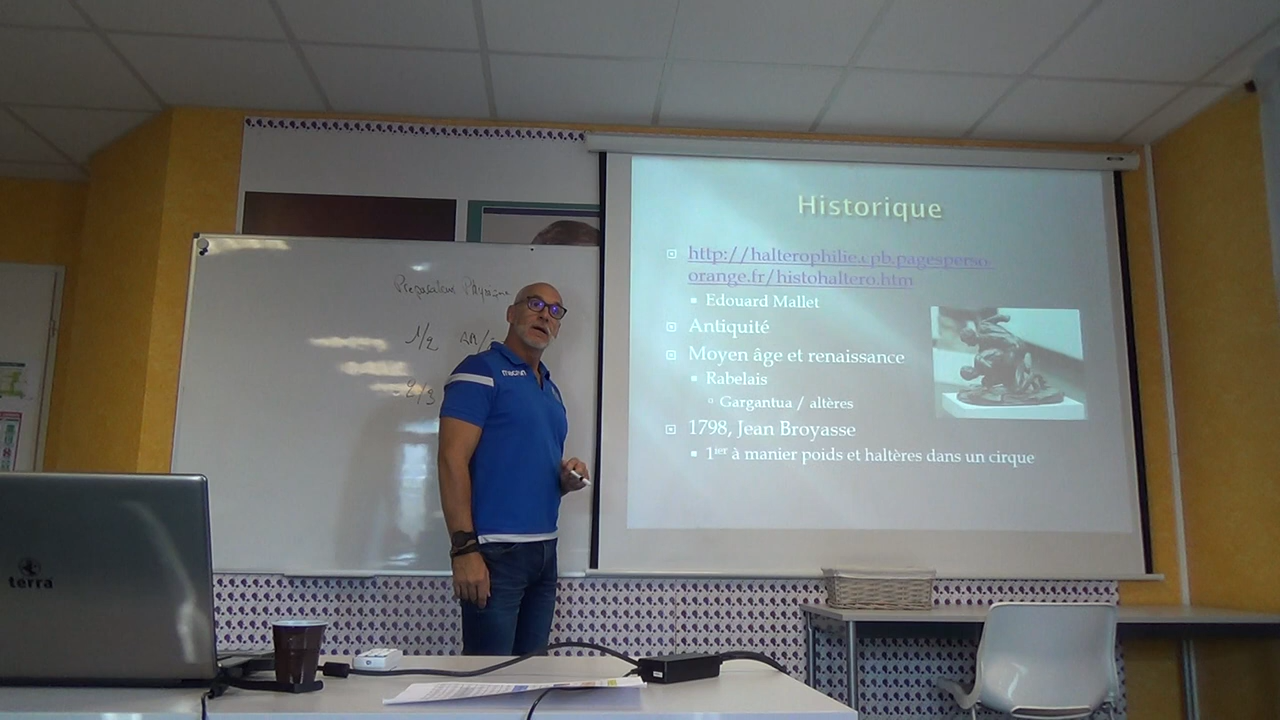 Historique
http://halterophilie.cpb.pagesperso-
orange.fr/histohaltero.htm
Edouard Mallet
Antiquité
Moyen âge et renaissance
Rabelais
Gargantua / altères
1798, Jean Broyasse
1ier à manier poids et haltères dans un cirque
Physique
1/2
2/3
macron
terra